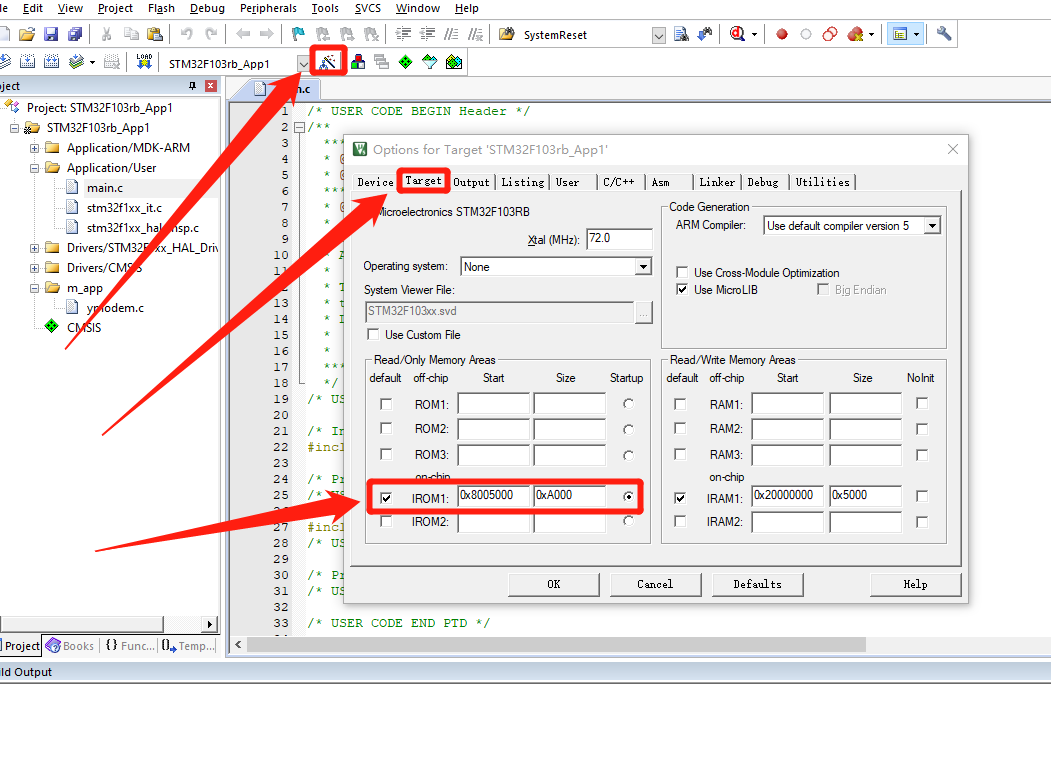 le Edit View Project Flash Debug Peripherals Tools SVCS Window Help
SystemReset
LOAD STM32F103rb_App1
ject
Project: STM32F103rb_App1
STM32F103rb_App1
Application/MDK-ARM
Application/User
main.c
stm32f1xx_it.c
stm32f1xx_hal_msp.c
Drivers/STM32F1xx_HAL_Driv
Drivers/CMSIS
m_app
ymodem.c
CMSIS
Project Books {} Func... {} Temp...
ild Output
.c
1 /* USER CODE BEGIN Header */
2 /**
3 ***
4 * @
5 * @
6 ***
7 * @
8 *
9
10 * A
11 *
12 * T
13 * t
14 * I
15 *
16 *
17 ***
18 */
19 /* US
20
21 /* In
22 #incl
23
24 /* Pr
25 /* US
27 #incl
28 /* US
29
30 /* Pr
31 /* US
32
33 /* USER CODE END PTD */
Options for Target 'STM32F103rb_App1'
Device Target Output Listing User C/C++ Asm Linker Debug Utilities
Microelectronics STM32F103RB
Xtal (MHz): 72.0
Operating system: None
System Viewer File:
STM32F103xx.svd ...
Use Custom File
Code Generation
ARM Compiler: Use default compiler version 5
Use Cross-Module Optimization
Use MicroLIB Big Endian
Read/Only Memory Areas
default off-chip Start Size Startup
ROM1:
ROM2:
ROM3:
on-chip
IROM1: 0x8005000 0xA000
IROM2:
Read/Write Memory Areas
default off-chip Start Size NoInit
RAM1:
RAM2:
RAM3:
on-chip
IRAM1: 0x20000000 0x5000
IRAM2:
OK Cancel Defaults Help